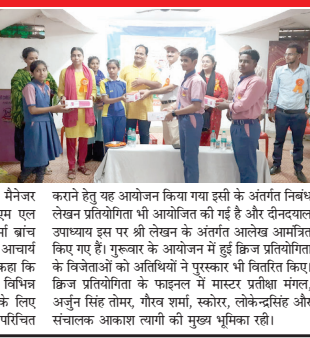 मैनेजर
एम एल
र्मा ब्रांच
आचार्य
कहा कि
विभिन्न
के लिए
परिचित
कराने हेतु यह आयोजन किया गया इसी के अंतर्गत निबंध
लेखन प्रतियोगिता भी आयोजित की गई है और दीनदयाल
उपाध्याय इस पर श्री लेखन के अंतर्गत आलेख आमंत्रित
किए गए हैं। गुरूवार के आयोजन में हुई क्विज प्रतियोगिता
के विजेताओं को अतिथियों ने पुरस्कार भी वितरित किए।
क्विज प्रतियोगिता के फाइनल में मास्टर प्रतीक्षा मंगल,
अर्जुन सिंह तोमर, गौरव शर्मा, स्कोरर, लोकेन्द्रसिंह और
संचालक आकाश त्यागी की मुख्य भूमिका रही।